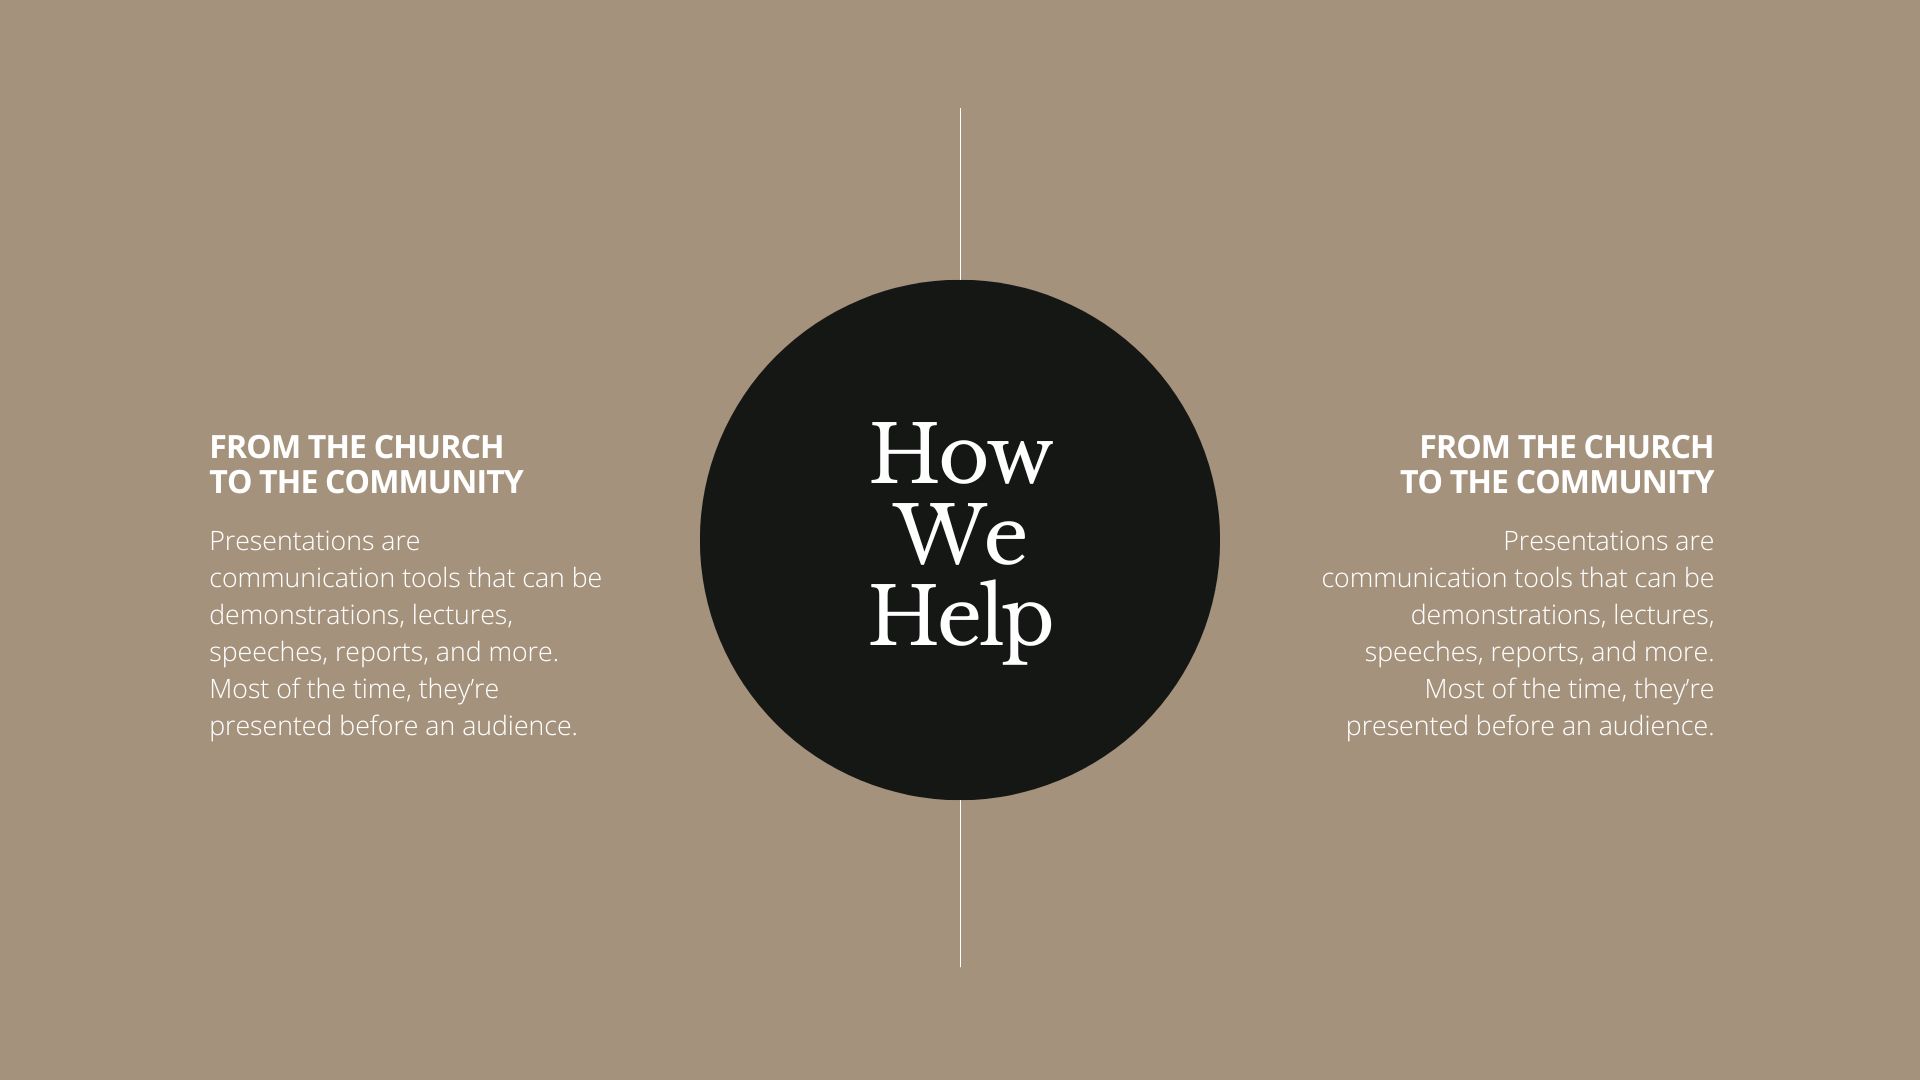 FROM THE CHURCH
TO THE COMMUNITY
Presentations are
communication tools that can be
demonstrations, lectures,
speeches, reports, and more.
Most of the time, they’re
presented before an audience.
How
We
Help
FROM THE CHURCH
TO THE COMMUNITY
Presentations are
communication tools that can be
demonstrations, lectures,
speeches, reports, and more.
Most of the time, they’re
presented before an audience.